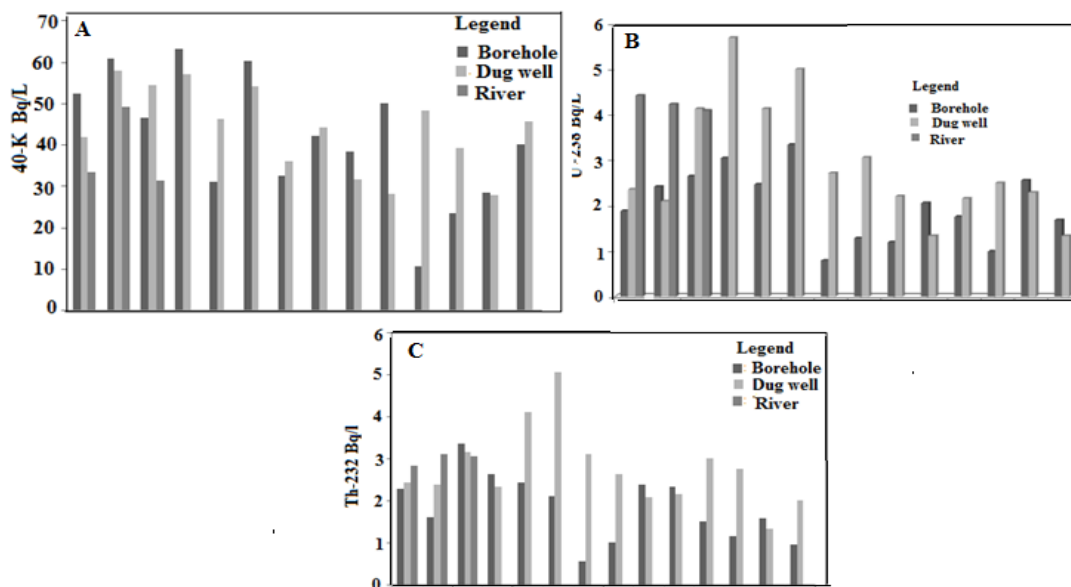 A
Legend
Borehole
Dug well
River
40-K Bq/L
70
60
50
40
30
20
10
0
B
Legend
Borehole
Dug well
River
U-238 Bq/L
6
5
4
3
2
1
0
C
Legend
Borehole
Dug well
River
Th-232 Bq/l
6
5
4
3
2
1
0